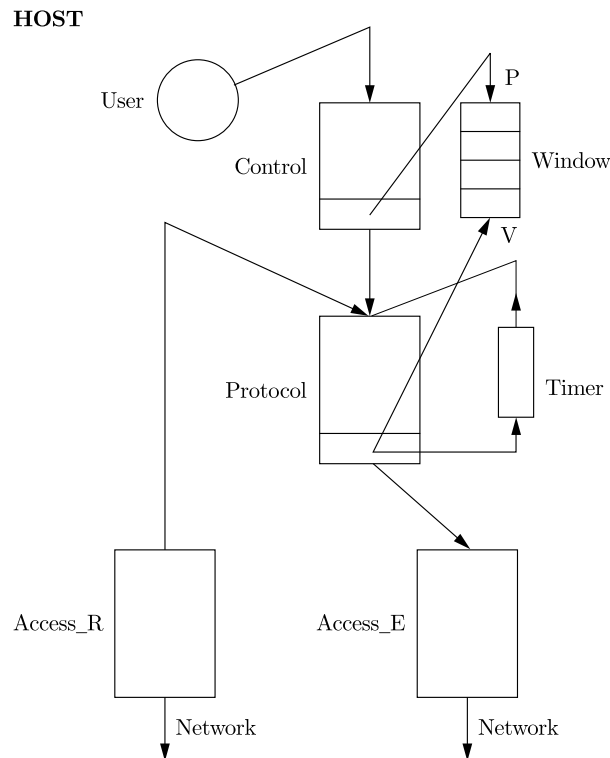 HOST
User
P
Control
Window
V
Protocol
Timer
Access_R
Access_E
Network
Network